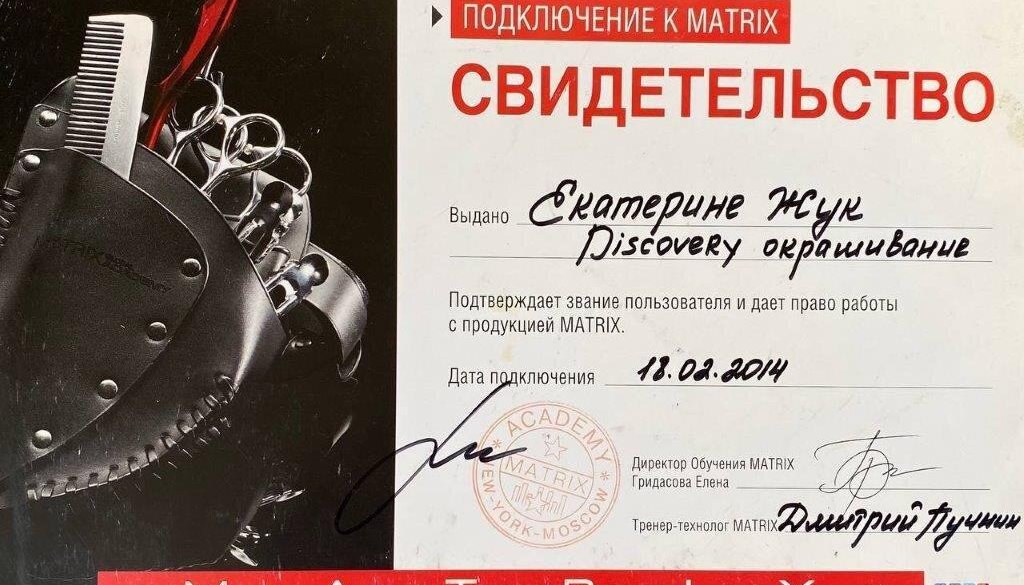 ПОДКЛЮЧЕНИЕ К MATRIX
СВИДЕТЕЛЬСТВО
Выдано Екатерине Жук
Discovery окрашивание
Подтверждает звание пользователя и дает право работы
с продукцией MATRIX.
Дата подключения 18.02.2014
ACADEMY
MATRIX
NEW-YORK-MOSCOW
Директор Обучения MATRIX
Гридасова Елена
Тренер-технолог MATRIX Дмитрий
MATRIX